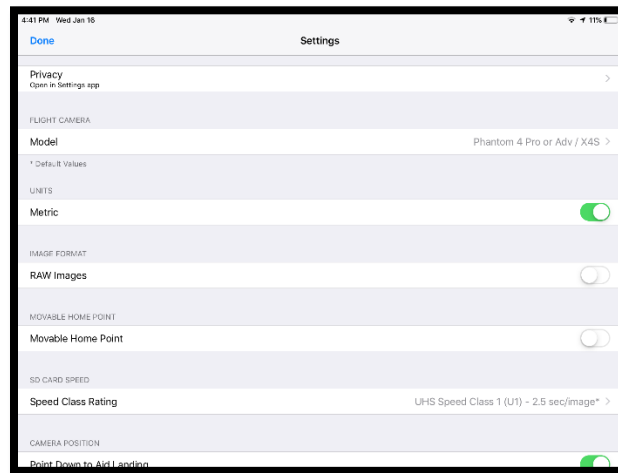 4:41 PM Wed Jan 16
11%
Done
Settings
Privacy
Open in Settings app
FLIGHT CAMERA
Model
Phantom 4 Pro or Adv / X4S
* Default Values
UNITS
Metric
IMAGE FORMAT
RAW Images
MOVABLE HOME POINT
Movable Home Point
SD CARD SPEED
Speed Class Rating
UHS Speed Class 1 (U1) - 2.5 sec/image*
CAMERA POSITION
Point Down to Aid Landing